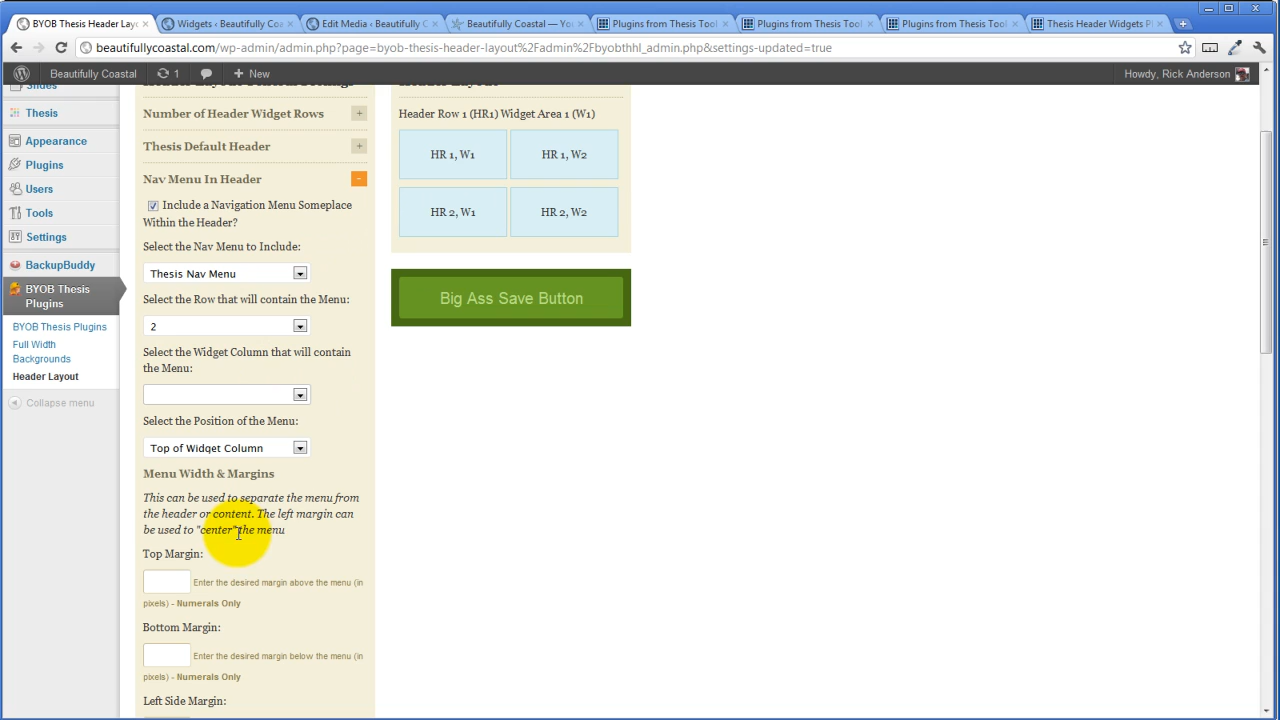 BYOB Thesis Header Layo
Widgets ‹ Beautifully Coa
Edit Media ‹ Beautifully C
Beautifully Coastal — Yo
Plugins from Thesis Tool
Plugins from Thesis Tool
Plugins from Thesis Tool
Thesis Header Widgets P
beautifullycoastal.com/wp-admin/admin.php?page=byob-thesis-header-layout%2Fadmin%2Fbyobthhl_admin.php&settings-updated=true
Beautifully Coastal
1
+ New
Howdy, Rick Anderson
Slides
Thesis
Appearance
Plugins
Users
Tools
Settings
BackupBuddy
BYOB Thesis
Plugins
BYOB Thesis Plugins
Full Width
Backgrounds
Header Layout
Collapse menu
Number of Header Widget Rows +
Thesis Default Header +
Nav Menu In Header -
Include a Navigation Menu Someplace
Within the Header?
Select the Nav Menu to Include:
Thesis Nav Menu
Select the Row that will contain the Menu:
2
Select the Widget Column that will contain
the Menu:
Select the Position of the Menu:
Top of Widget Column
Menu Width & Margins
This can be used to separate the menu from
the header or content. The left margin can
be used to "center" the menu
Top Margin:
Enter the desired margin above the menu (in
pixels) - Numerals Only
Bottom Margin:
Enter the desired margin below the menu (in
pixels) - Numerals Only
Left Side Margin:
Header Row 1 (HR1) Widget Area 1 (W1)
HR 1, W1
HR 1, W2
HR 2, W1
HR 2, W2
Big Ass Save Button